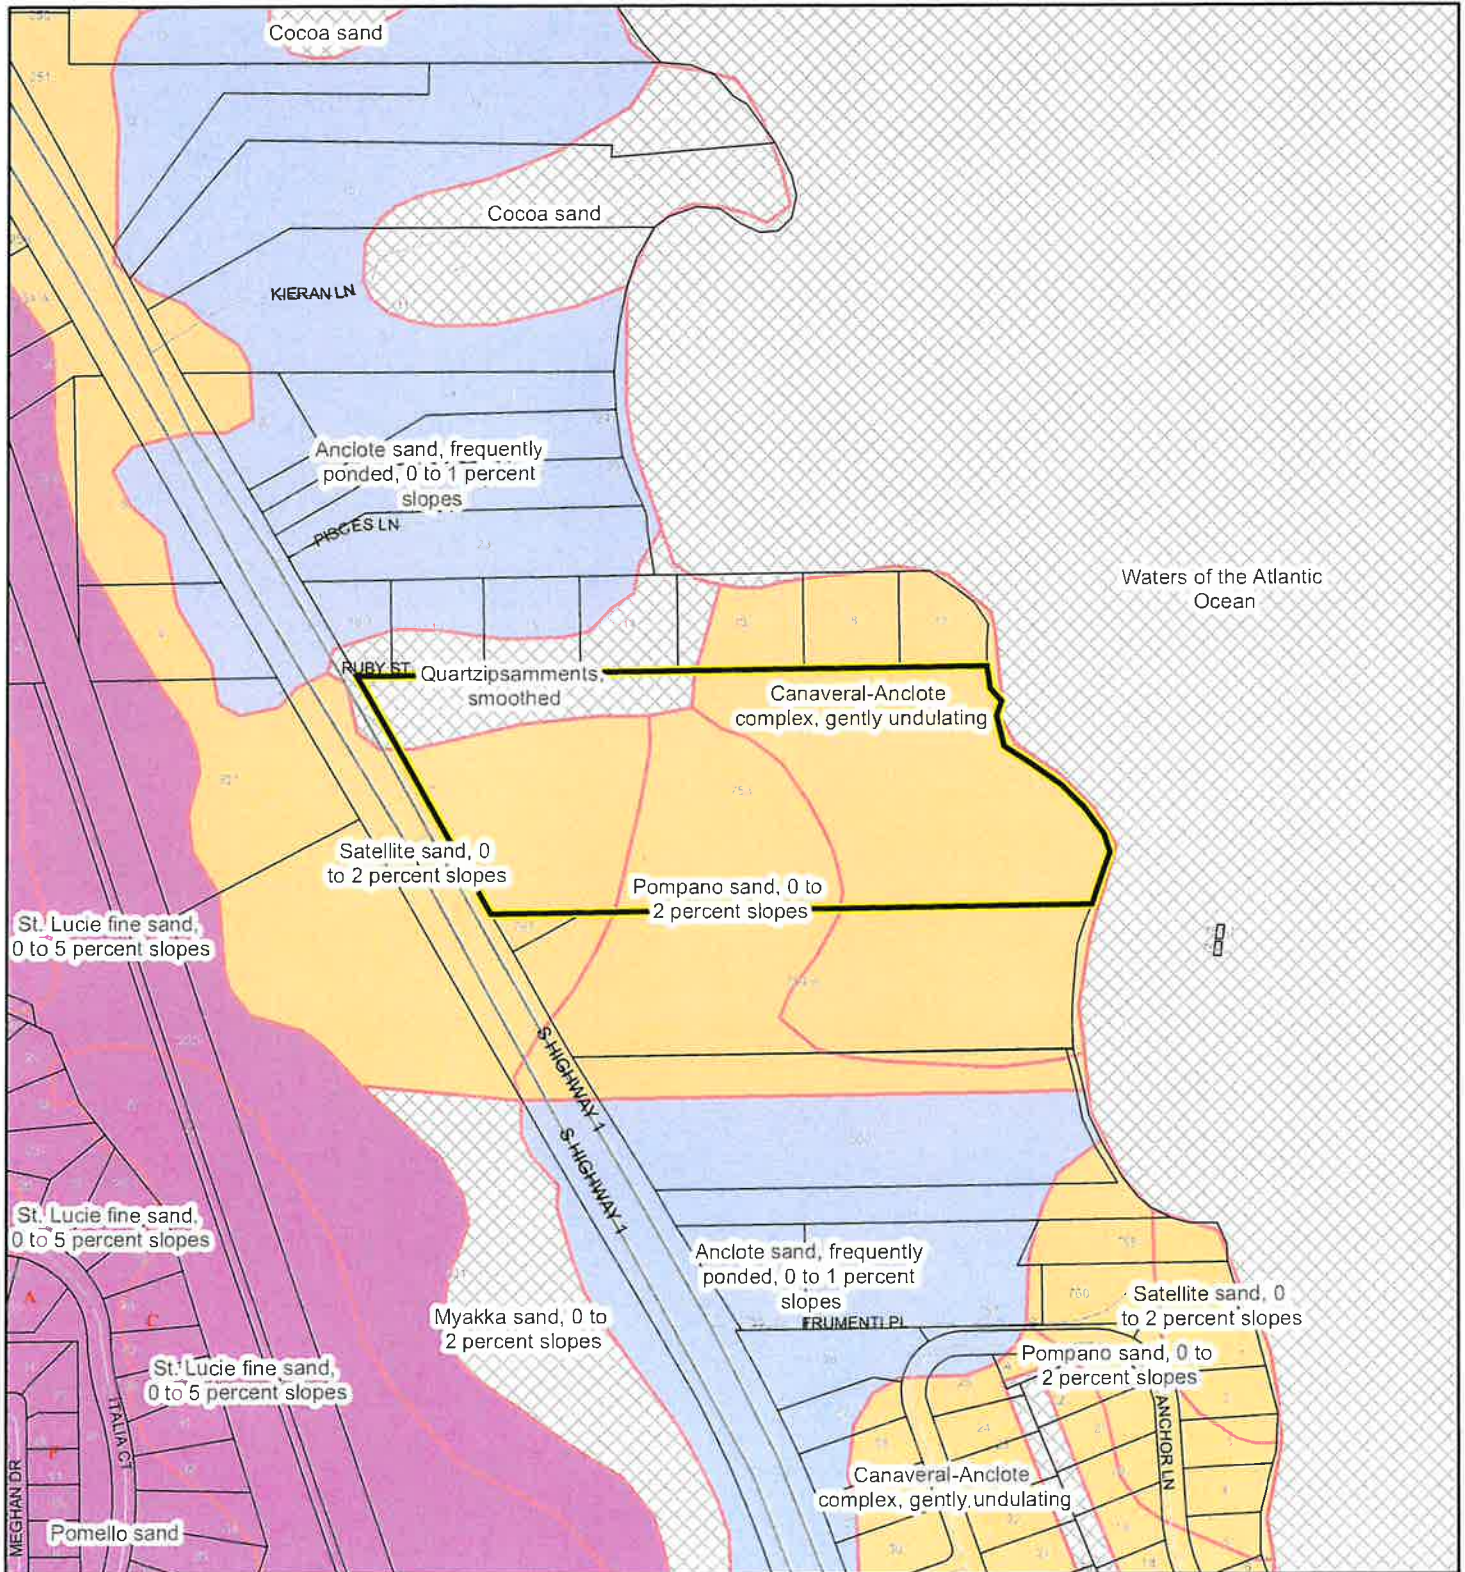 Cocoa sand
251
Cocoa sand
KIERAN LN
11
Anclote sand, frequently
ponded, 0 to 1 percent
slopes
PISCES LN
Waters of the Atlantic
Ocean
RUBY ST
Quartzipsamments,
smoothed
Canaveral-Anclote
complex, gently undulating
Satellite sand, 0
to 2 percent slopes
Pompano sand, 0 to
2 percent slopes
St. Lucie fine sand,
0 to 5 percent slopes
S HIGHWAY 1
S HIGHWAY 1
St. Lucie fine sand,
0 to 5 percent slopes
Anclote sand, frequently
ponded, 0 to 1 percent
slopes
FRUMENTI PL
Satellite sand, 0
to 2 percent slopes
A
C
Myakka sand, 0 to
2 percent slopes
Pompano sand, 0 to
2 percent slopes
St. Lucie fine sand,
0 to 5 percent slopes
ITALIA CT
ANCHOR LN
F
MEGHAN DR
Canaveral-Anclote
complex, gently undulating
Pomello sand